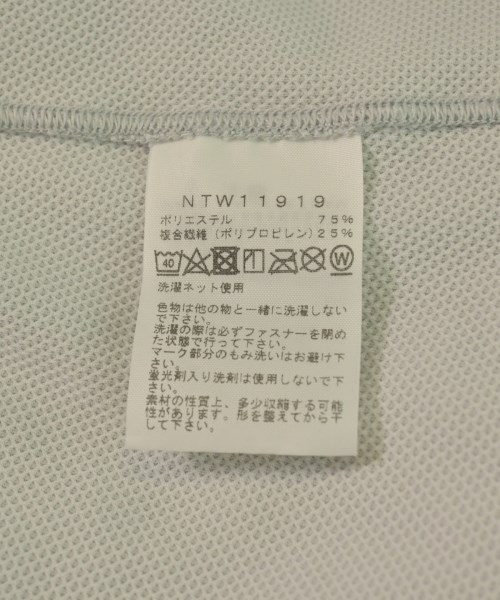 NTW11919
ポリエステル 75%
複合繊維 (ポリプロピレン) 25%
40 W
洗濯ネット使用
色物は他の物と一緒に洗濯しない
で下さい。
洗濯の際は必ずファスナーを閉め
た状態で行って下さい。
マーク部分のもみ洗いはお避け下
さい。
蛍光剤入り洗剤は使用しないで下
さい。
素材の性質上、多少収縮する可能
性があります。形を整えてから干
して下さい。